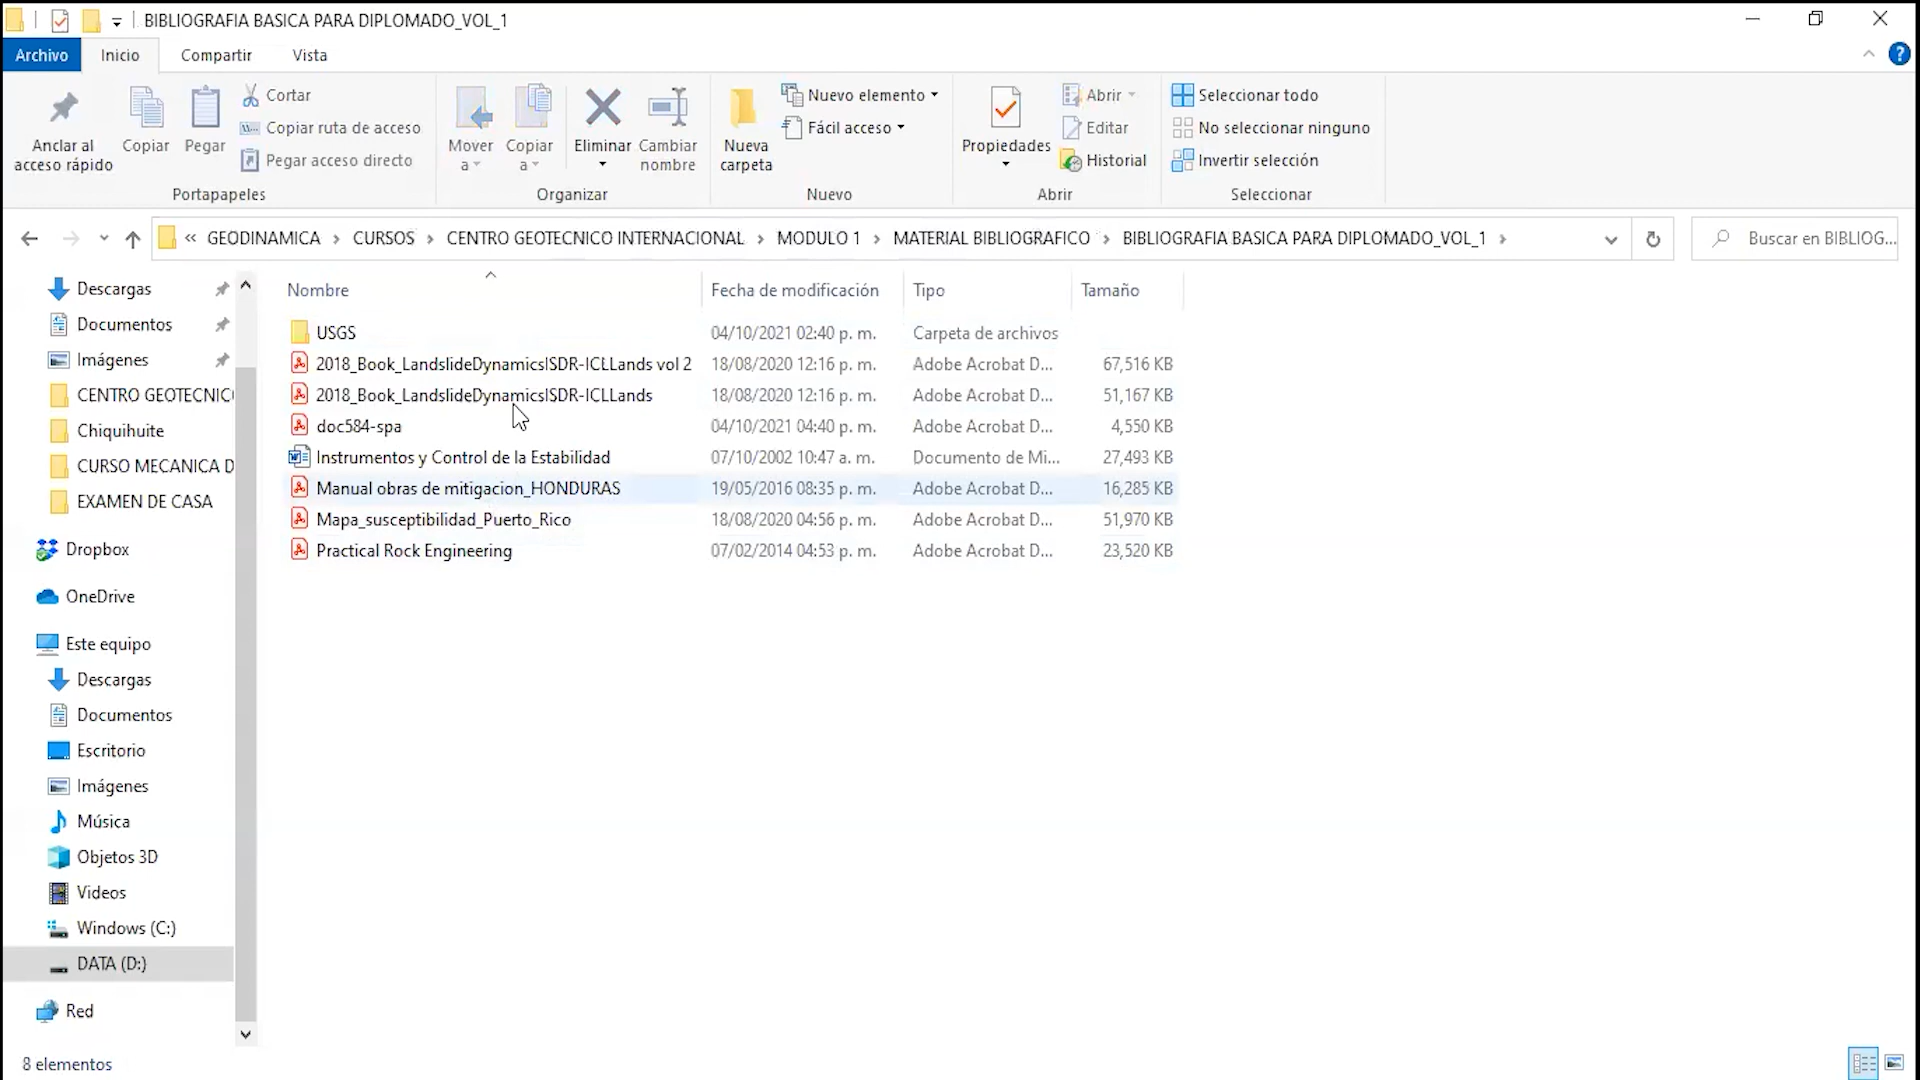 BIBLIOGRAFIA BASICA PARA DIPLOMADO_VOL_1
Archivo Inicio Compartir Vista
Anclar al acceso rápido
Copiar
Pegar
Cortar
Copiar ruta de acceso
Pegar acceso directo
Portapapeles
Mover a
Copiar a
Eliminar
Cambiar nombre
Organizar
Nueva carpeta
Nuevo elemento
Fácil acceso
Nuevo
Propiedades
Abrir
Editar
Historial
Abrir
Seleccionar todo
No seleccionar ninguno
Invertir selección
Seleccionar
« GEODINAMICA › CURSOS › CENTRO GEOTECNICO INTERNACIONAL › MODULO 1 › MATERIAL BIBLIOGRAFICO › BIBLIOGRAFIA BASICA PARA DIPLOMADO_VOL_1 ›
Buscar en BIBLIOG...
Descargas
Documentos
Imágenes
CENTRO GEOTECNIC
Chiquihuite
CURSO MECANICA D
EXAMEN DE CASA
Dropbox
OneDrive
Este equipo
Descargas
Documentos
Escritorio
Imágenes
Música
Objetos 3D
Videos
Windows (C:)
DATA (D:)
Red
Nombre Fecha de modificación Tipo Tamaño
USGS 04/10/2021 02:40 p. m. Carpeta de archivos
2018_Book_LandslideDynamicsISDR-ICLLands vol 2 18/08/2020 12:16 p. m. Adobe Acrobat D... 67,516 KB
2018_Book_LandslideDynamicsISDR-ICLLands 18/08/2020 12:16 p. m. Adobe Acrobat D... 51,167 KB
doc584-spa 04/10/2021 04:40 p. m. Adobe Acrobat D... 4,550 KB
Instrumentos y Control de la Estabilidad 07/10/2002 10:47 a. m. Documento de Mi... 27,493 KB
Manual obras de mitigacion_HONDURAS 19/05/2016 08:35 p. m. Adobe Acrobat D... 16,285 KB
Mapa_susceptibilidad_Puerto_Rico 18/08/2020 04:56 p. m. Adobe Acrobat D... 51,970 KB
Practical Rock Engineering 07/02/2014 04:53 p. m. Adobe Acrobat D... 23,520 KB
8 elementos